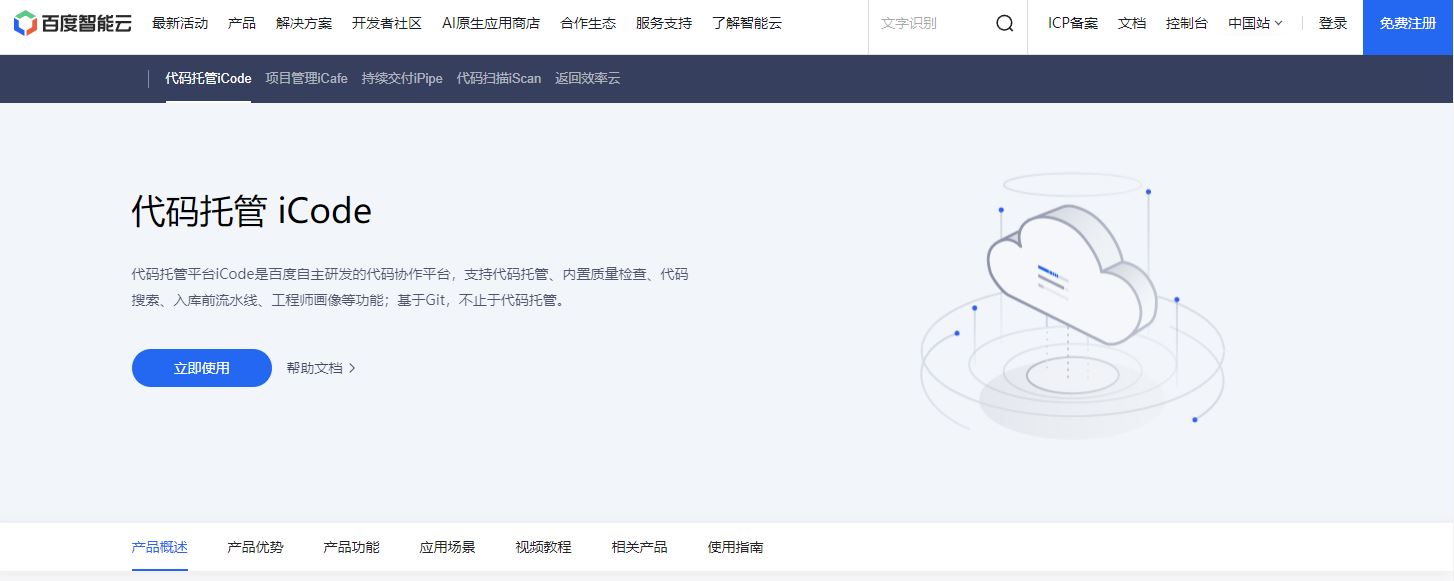 百度智能云 最新活动 产品 解决方案 开发者社区 AI原生应用商店 合作生态 服务支持 了解智能云 文字识别 ICP备案 文档 控制台 中国站 登录 免费注册
代码托管iCode 项目管理iCafe 持续交付iPipe 代码扫描iScan 返回效率云
代码托管 iCode
代码托管平台iCode是百度自主研发的代码协作平台，支持代码托管、内置质量检查、代码
搜索、入库前流水线、工程师画像等功能；基于Git，不止于代码托管。
立即使用 帮助文档
产品概述 产品优势 产品功能 应用场景 视频教程 相关产品 使用指南